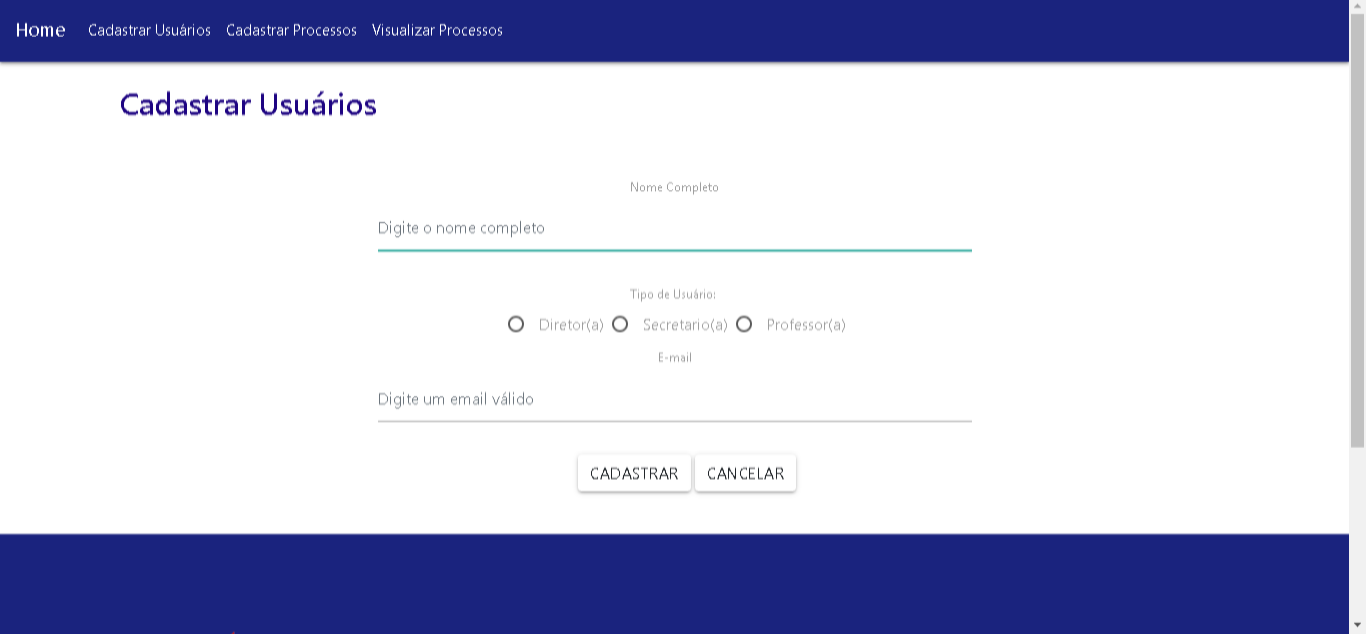 Home Cadastrar Usuários Cadastrar Processos Visualizar Processos
Cadastrar Usuários
Nome Completo
Digite o nome completo
Tipo de Usuário:
Diretor(a) Secretario(a) Professor(a)
E-mail
Digite um email válido
CADASTRAR CANCELAR